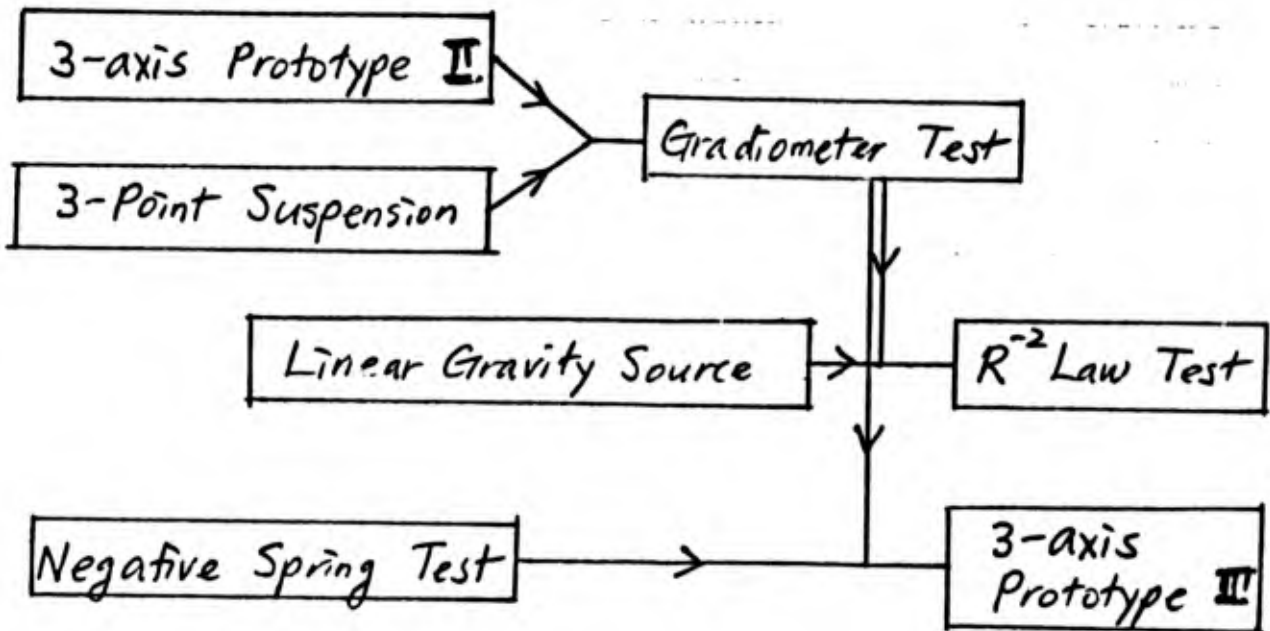 3-axis Prototype II.
Gradiometer Test
3-Point Suspension
Linear Gravity Source
R⁻² Law Test
Negative Spring Test
3-axis
Prototype III